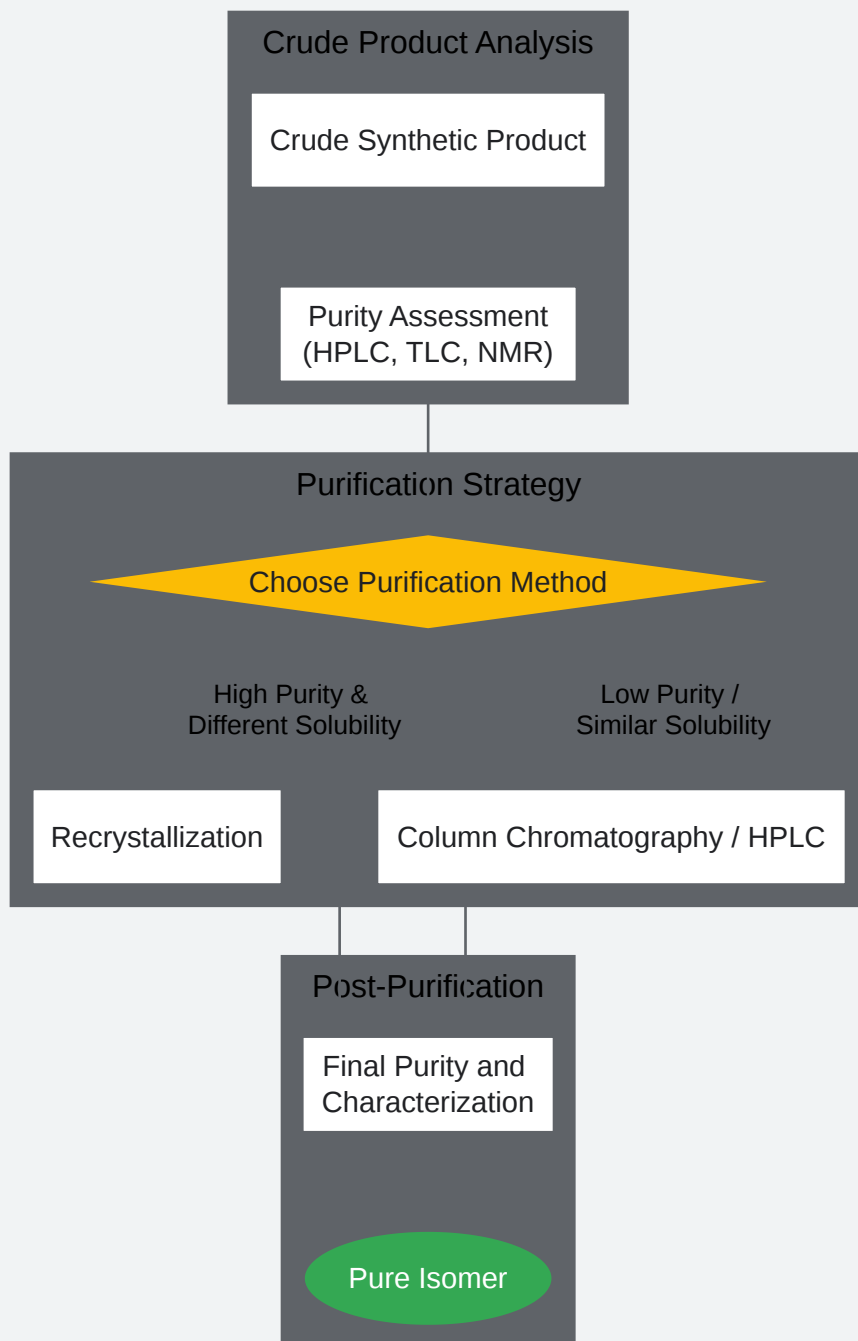 Crude Product Analysis
Crude Synthetic Product
Purity Assessment
(HPLC, TLC, NMR)
Purification Strategy
Choose Purification Method
High Purity &
Different Solubility
Low Purity /
Similar Solubility
Recrystallization
Column Chromatography / HPLC
Post-Purification
Final Purity and
Characterization
Pure Isomer